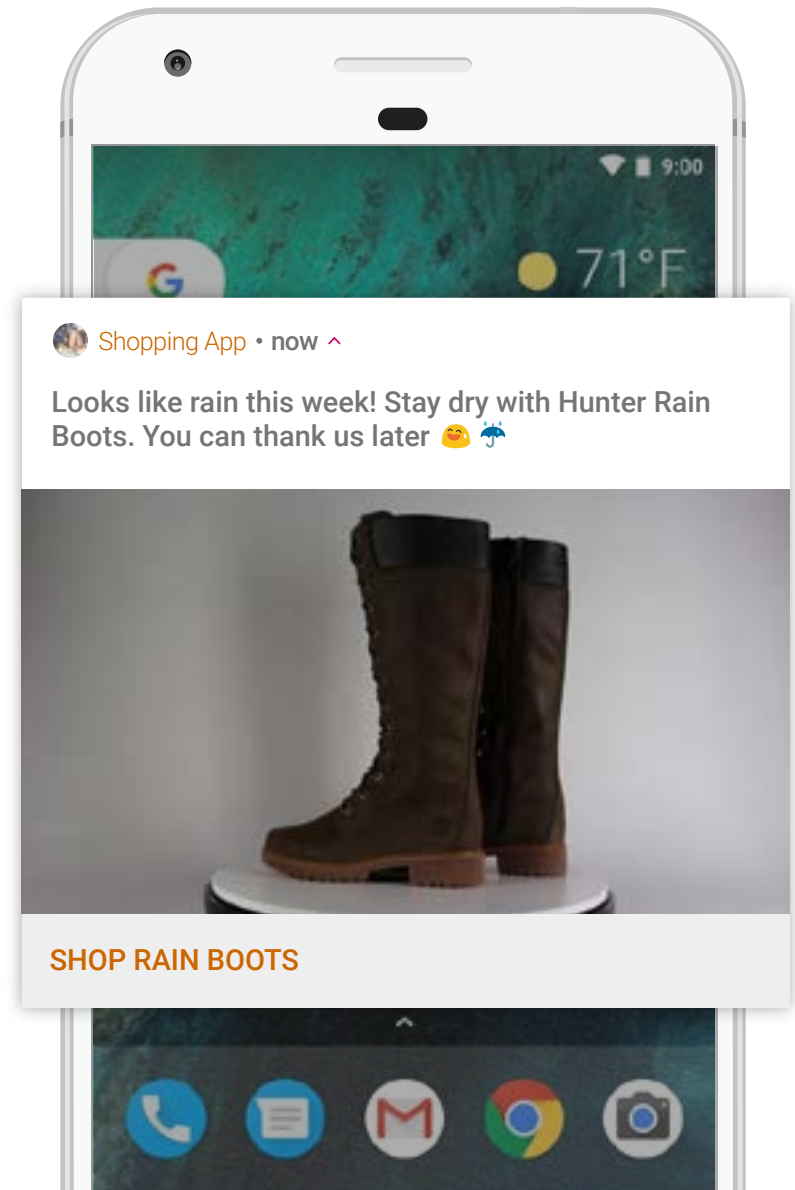 9:00
71°F
G
Shopping App • now
Looks like rain this week! Stay dry with Hunter Rain
Boots. You can thank us later 😅 ☔
SHOP RAIN BOOTS